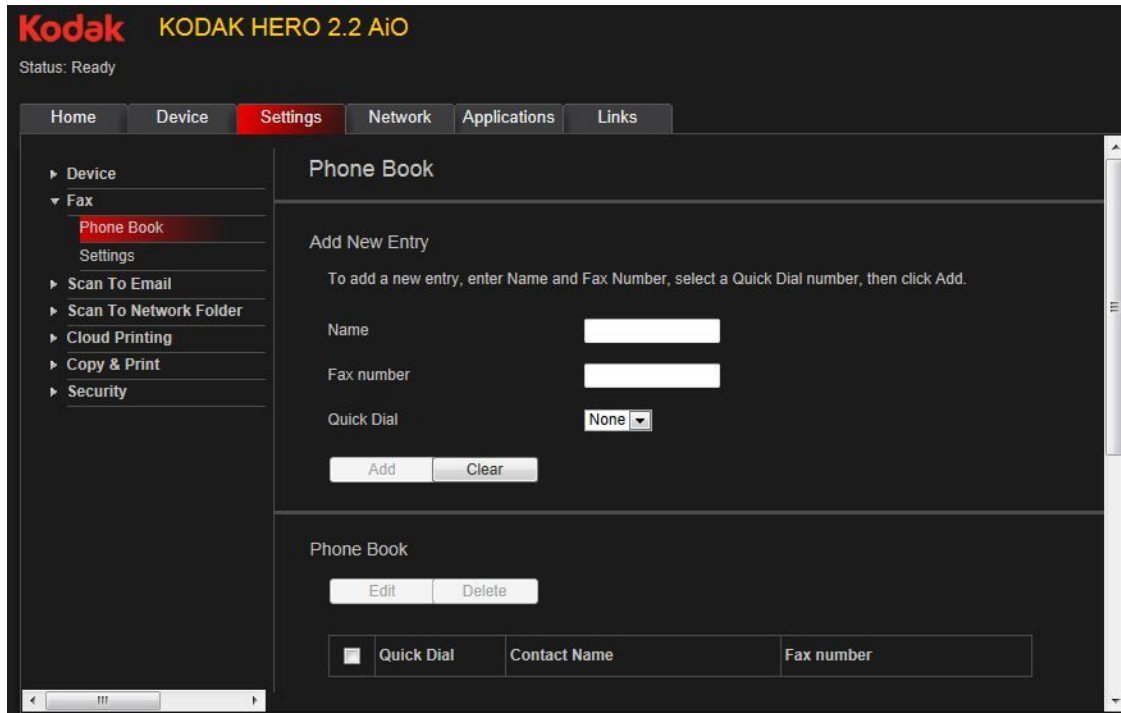 Kodak KODAK HERO 2.2 AiO
Status: Ready
Home Device Settings Network Applications Links
Device
Fax
Phone Book
Settings
Scan To Email
Scan To Network Folder
Cloud Printing
Copy & Print
Security
Phone Book
Add New Entry
To add a new entry, enter Name and Fax Number, select a Quick Dial number, then click Add.
Name
Fax number
Quick Dial None
Add Clear
Phone Book
Edit Delete
Quick Dial Contact Name Fax number